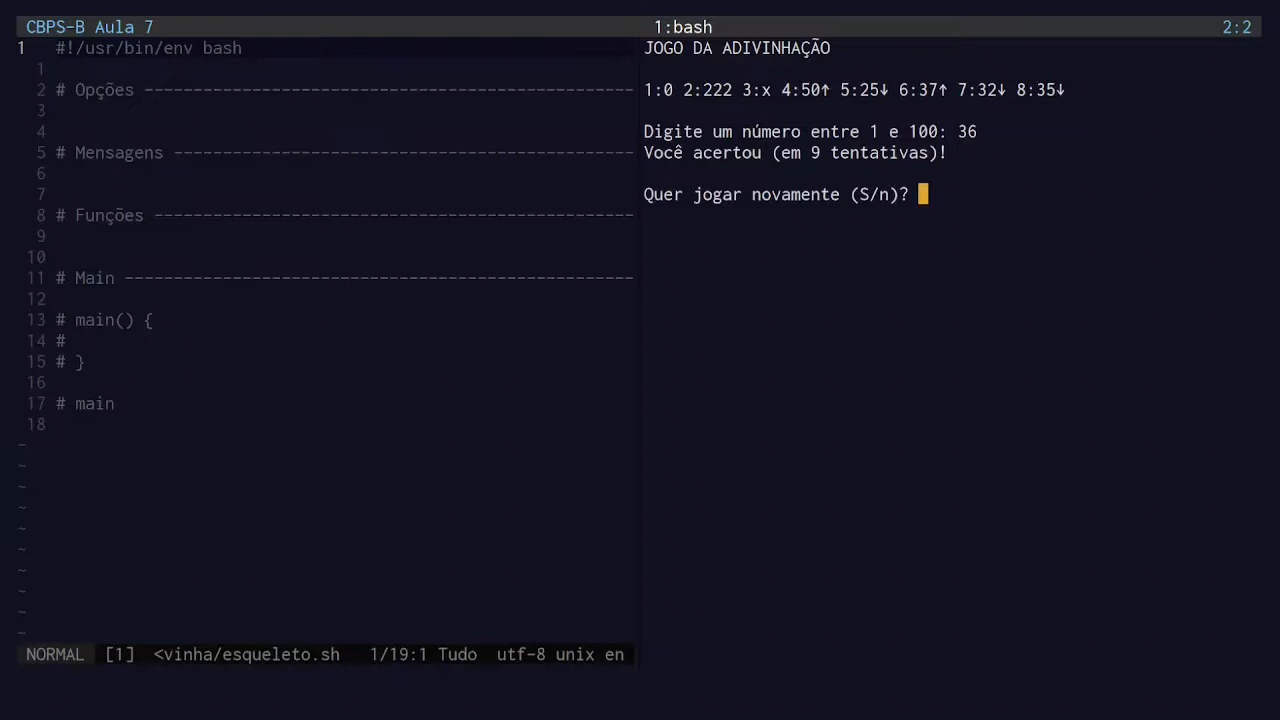 CBPS-B Aula 7 1:bash 2:2
1 #!/usr/bin/env bash
1
2 # Opções --------------------------------------------------
3
4
5 # Mensagens -----------------------------------------------
6
7
8 # Funções -------------------------------------------------
9
10
11 # Main ----------------------------------------------------
12
13 # main() {
14 #
15 # }
16
17 # main
18
~
~
~
~
~
~
~
~
~
~
NORMAL [1] <vinha/esqueleto.sh 1/19:1 Tudo utf-8 unix en
JOGO DA ADIVINHAÇÃO
1:0 2:222 3:x 4:50↑ 5:25↓ 6:37↑ 7:32↓ 8:35↓
Digite um número entre 1 e 100: 36
Você acertou (em 9 tentativas)!
Quer jogar novamente (S/n)?